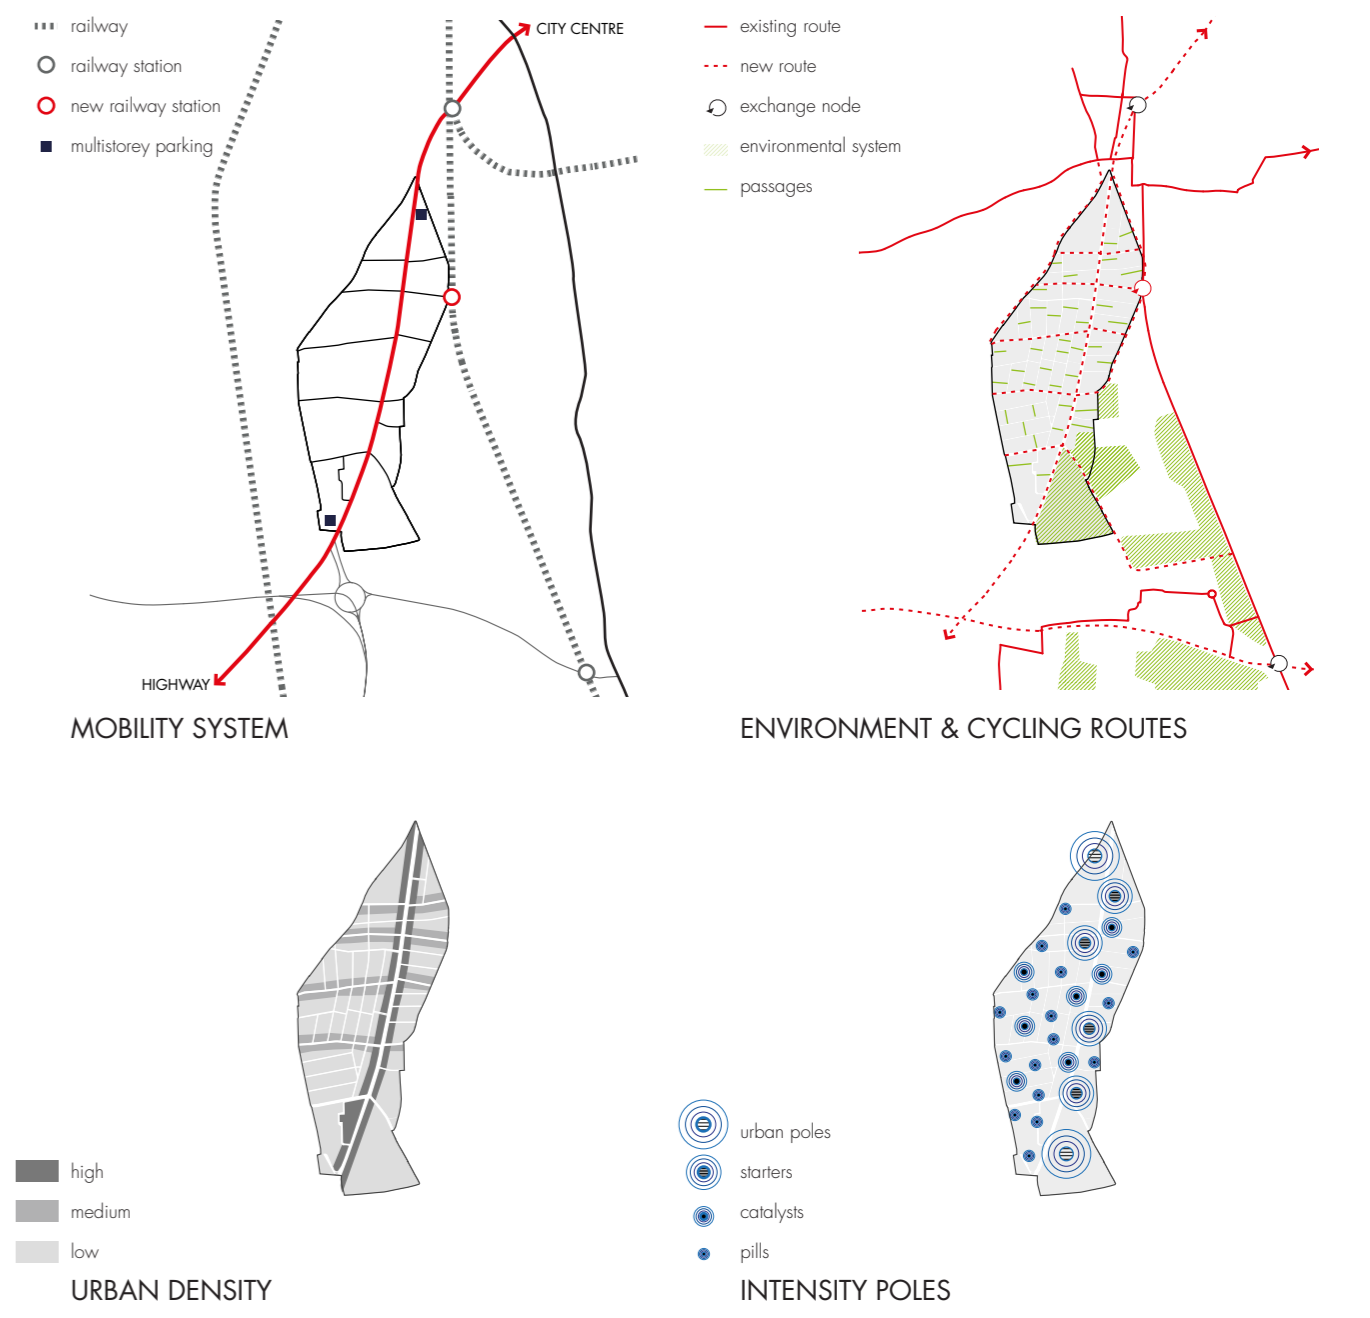 railway
railway station
new railway station
multistorey parking
CITY CENTRE
HIGHWAY
MOBILITY SYSTEM
existing route
new route
exchange node
environmental system
passages
ENVIRONMENT & CYCLING ROUTES
high
medium
low
URBAN DENSITY
urban poles
starters
catalysts
pills
INTENSITY POLES